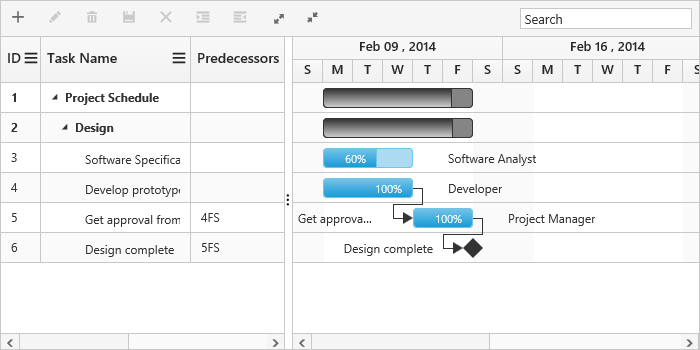 Search
ID Task Name Predecessors
Feb 09 , 2014 Feb 16 , 2014
S M T W T F S S M T W T F S
1 Project Schedule
2 Design
3 Software Specifica 60% Software Analyst
4 Develop prototype 100% Developer
5 Get approval from 4FS Get approva... 100% Project Manager
6 Design complete 5FS Design complete